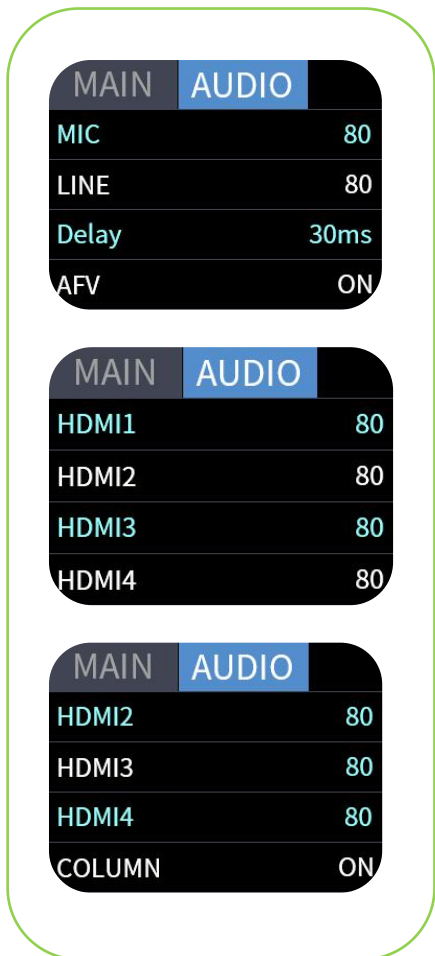 MAIN AUDIO
MIC 80
LINE 80
Delay 30ms
AFV ON
MAIN AUDIO
HDMI1 80
HDMI2 80
HDMI3 80
HDMI4 80
MAIN AUDIO
HDMI2 80
HDMI3 80
HDMI4 80
COLUMN ON